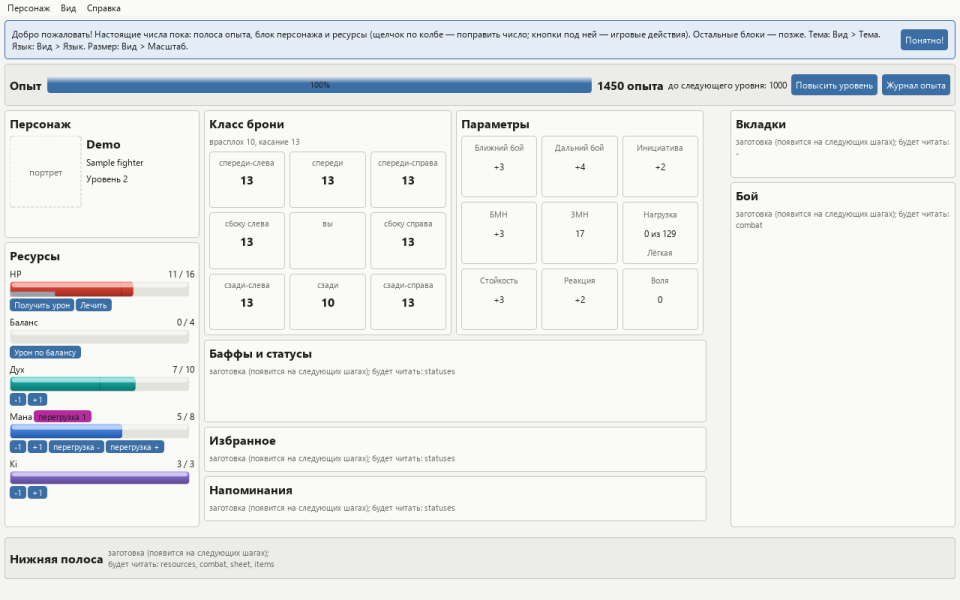 Персонаж Вид Справка
Добро пожаловать! Настоящие числа пока: полоса опыта, блок персонажа и ресурсы (щелчок по колбе — поправить число; кнопки под ней — игровые действия). Остальные блоки — позже. Тема: Вид > Тема.
Язык: Вид > Язык. Размер: Вид > Масштаб.
Понятно!
Опыт 100% 1450 опыта до следующего уровня: 1000 Повысить уровень Журнал опыта
Персонаж
портрет
Demo
Sample fighter
Уровень 2
Ресурсы
HP 11 / 16
Получить урон Лечить
Баланс 0 / 4
Урон по балансу
Дух 7 / 10
-1 +1
Мана перегрузка 1 5 / 8
-1 +1 перегрузка - перегрузка +
Ki 3 / 3
-1 +1
Класс брони
врасплох 10, касание 13
спереди-слева спереди спереди-справа
13 13 13
сбоку слева вы сбоку справа
13 13
сзади-слева сзади сзади-справа
13 10 13
Параметры
Ближний бой Дальний бой Инициатива
+3 +4 +2
БМН ЗМН Нагрузка
+3 17 0 из 129
Лёгкая
Стойкость Реакция Воля
+3 +2 0
Баффы и статусы
заготовка (появится на следующих шагах); будет читать: statuses
Избранное
заготовка (появится на следующих шагах); будет читать: statuses
Напоминания
заготовка (появится на следующих шагах); будет читать: statuses
Вкладки
заготовка (появится на следующих шагах); будет читать:
-
Бой
заготовка (появится на следующих шагах); будет читать:
combat
Нижняя полоса
заготовка (появится на следующих шагах);
будет читать: resources, combat, sheet, items